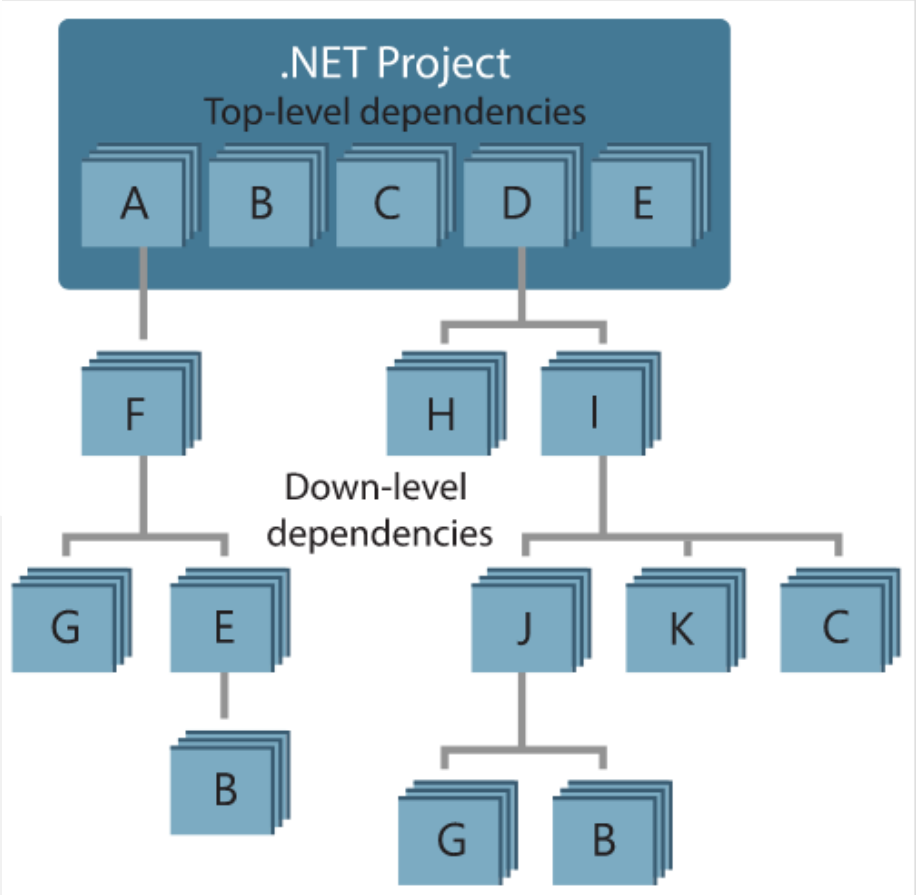 .NET Project
Top-level dependencies
A B C D E
F H I
Down-level
dependencies
G E J K C
B
G B